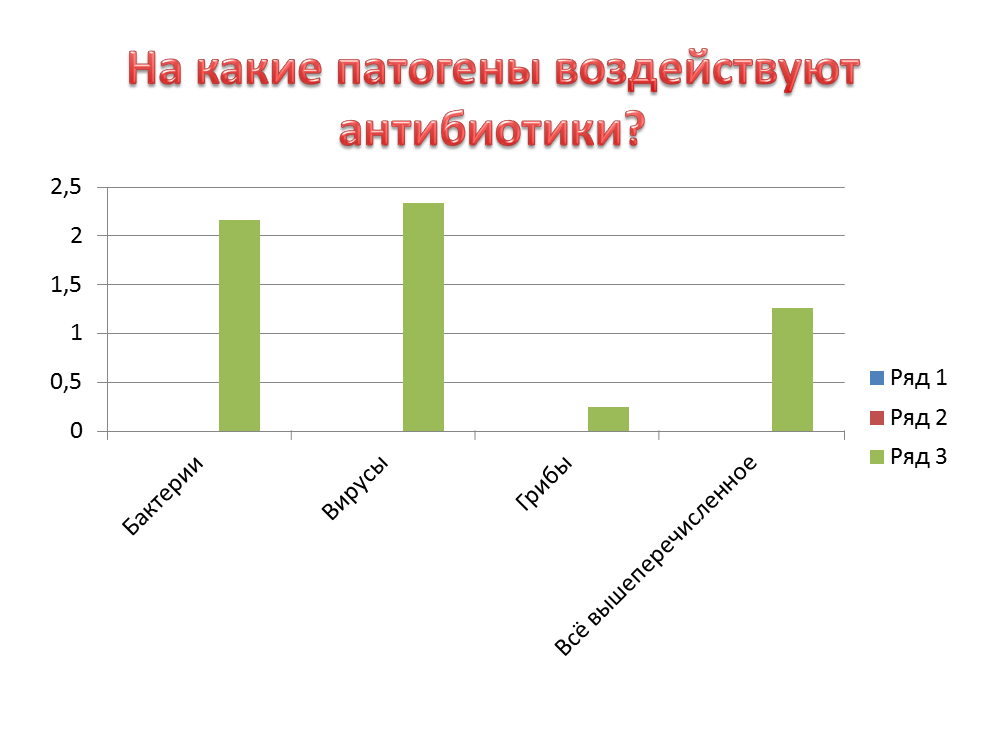 На какие патогены воздействуют
антибиотики?
2,5
2
1,5
1
0,5
0
Бактерии
Вирусы
Грибы
Всё вышеперечисленное
Ряд 1
Ряд 2
Ряд 3